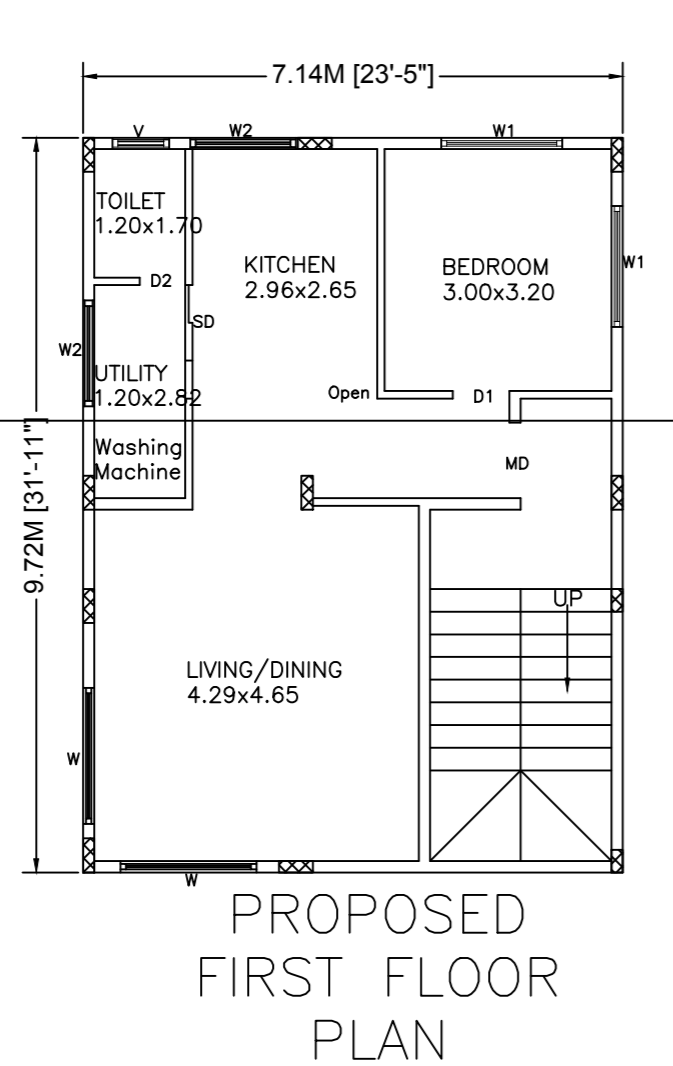 7.14M [23'-5"]
V
W2
W1
TOILET
1.20x1.70
KITCHEN
2.96x2.65
BEDROOM
3.00x3.20
W1
D2
SD
W2
UTILITY
1.20x2.82
Open
D1
Washing
Machine
MD
9.72M [31'-11"]
UP
LIVING/DINING
4.29x4.65
W
W
PROPOSED
FIRST FLOOR
PLAN